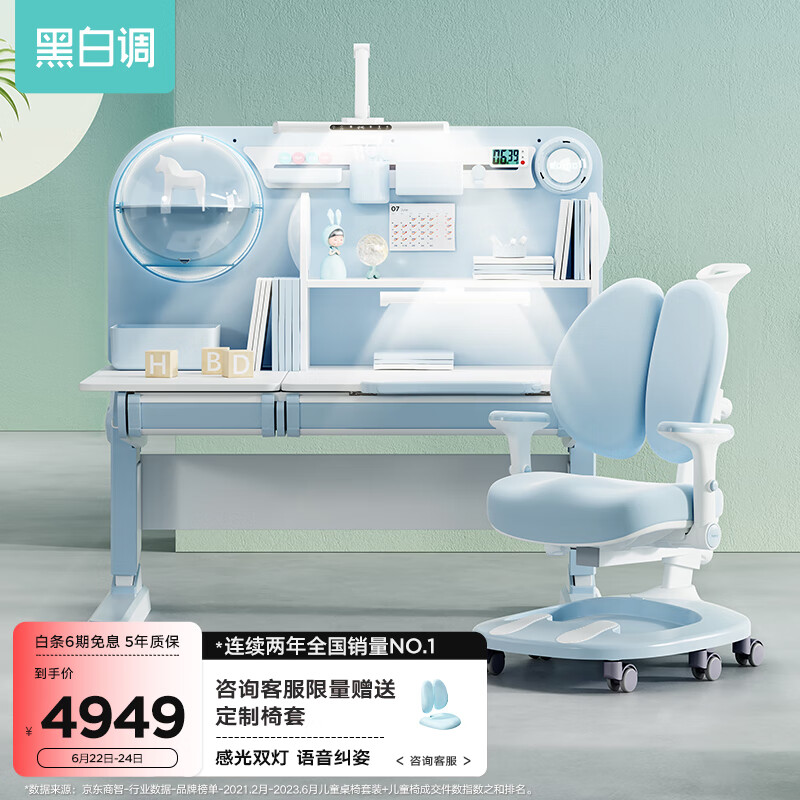 黑白调
06:39
07
H B D
白条6期免息 5年质保
到手价
¥4949
6月22日-24日
*连续两年全国销量NO.1
咨询客服限量赠送
定制椅套
感光双灯 语音纠姿
< 咨询客服 >
*数据来源：京东商智-行业数据-品牌榜单-2021.2月-2023.6月儿童桌椅套装+儿童椅成交件数指数之和排名。